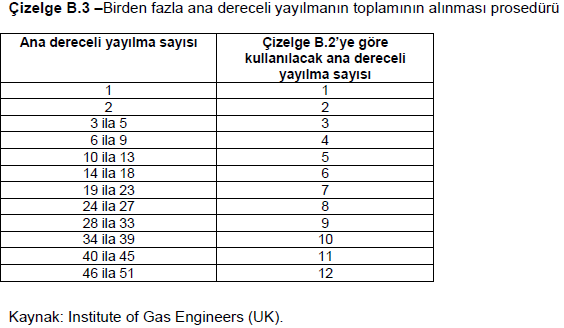 Çizelge B.3 –Birden fazla ana dereceli yayılmanın toplamının alınması prosedürü
Ana dereceli yayılma sayısı Çizelge B.2'ye göre
kullanılacak ana dereceli
yayılma sayısı
1 1
2 2
3 ila 5 3
6 ila 9 4
10 ila 13 5
14 ila 18 6
19 ila 23 7
24 ila 27 8
28 ila 33 9
34 ila 39 10
40 ila 45 11
46 ila 51 12
Kaynak: Institute of Gas Engineers (UK).